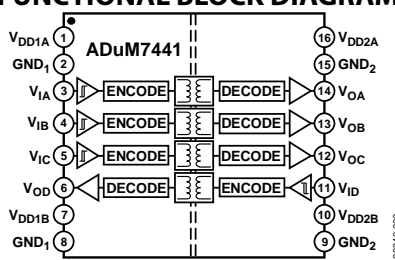 FUNCTIONAL BLOCK DIAGRAM
ADuM7441
VDD1A 1 16 VDD2A
GND1 2 15 GND2
VIA 3 ENCODE DECODE 14 VOA
VIB 4 ENCODE DECODE 13 VOB
VIC 5 ENCODE DECODE 12 VOC
VOD 6 DECODE ENCODE 11 VID
VDD1B 7 10 VDD2B
GND1 8 9 GND2